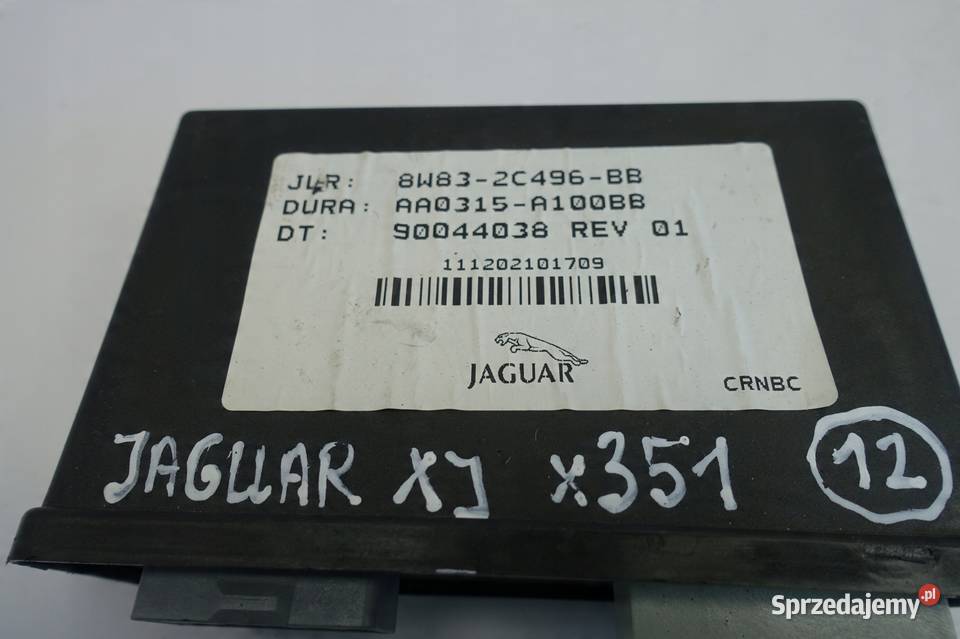 JLR: 8W83-2C496-BB
DURA: AA0315-A100BB
DT: 90044038 REV 01
111202101709
JAGUAR
CRNBC
JAGUAR XJ x351 12
Sprzedajemy.pl